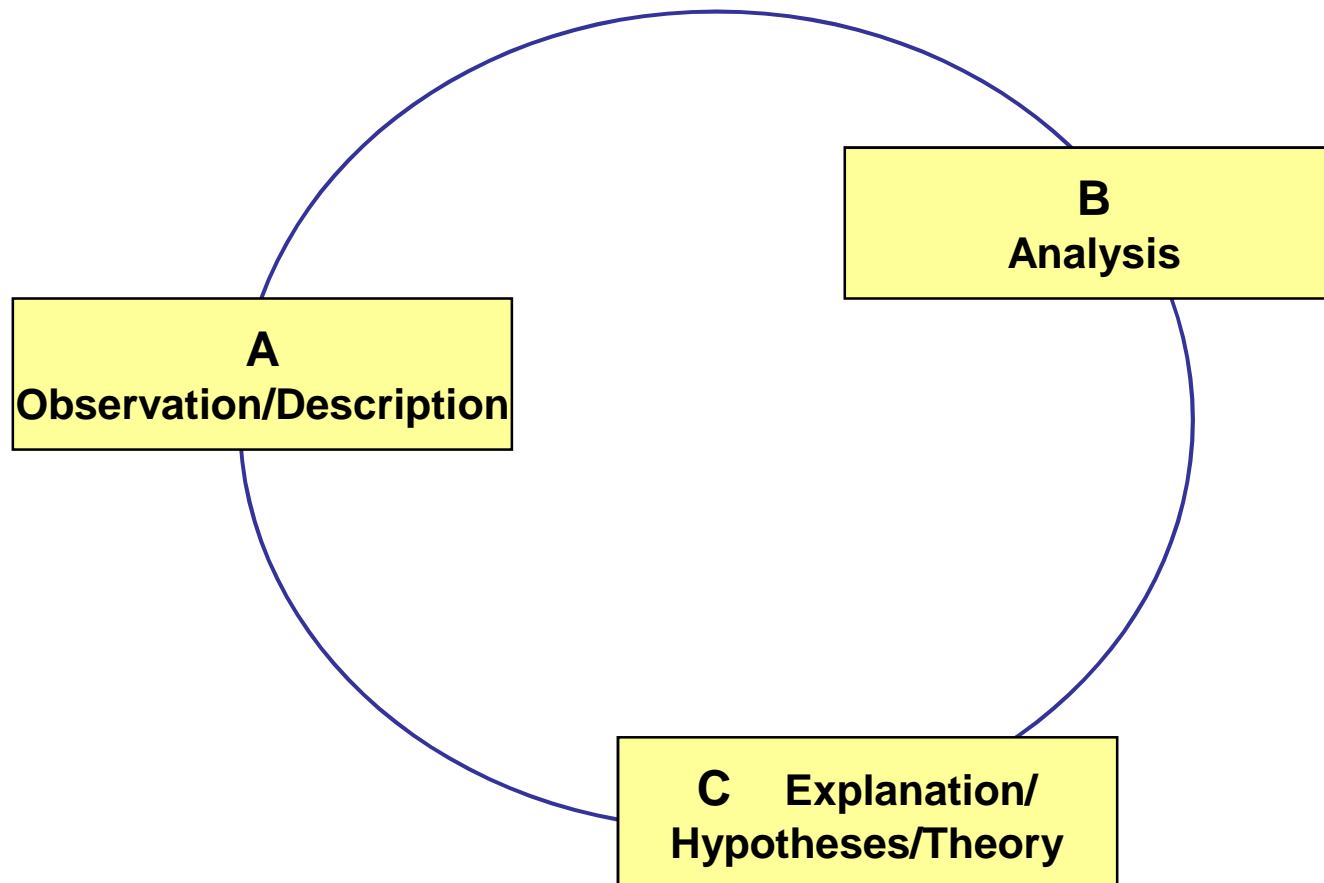 A
Observation/Description
B
Analysis
C Explanation/
Hypotheses/Theory